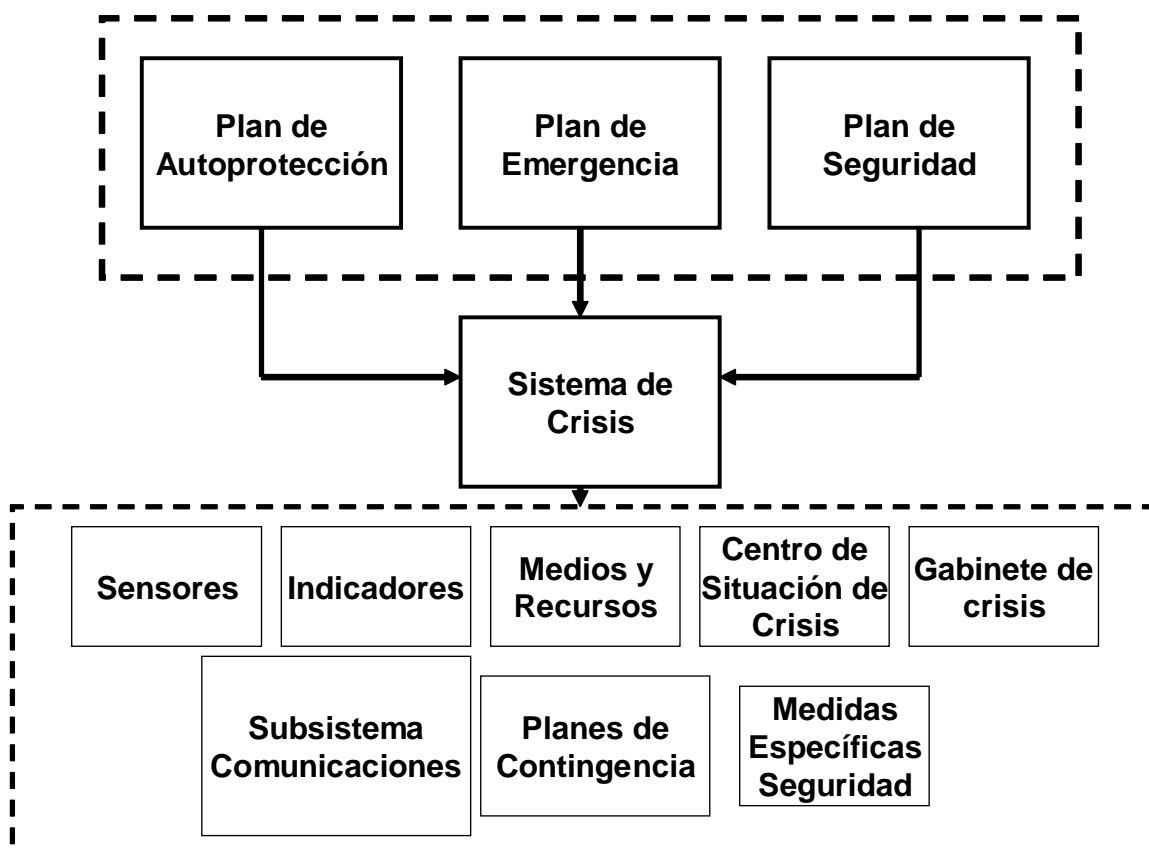 Plan de
Autoprotección
Plan de
Emergencia
Plan de
Seguridad
Sistema de
Crisis
Sensores
Indicadores
Medios y
Recursos
Centro de
Situación de
Crisis
Gabinete de
crisis
Subsistema
Comunicaciones
Planes de
Contingencia
Medidas
Específicas
Seguridad